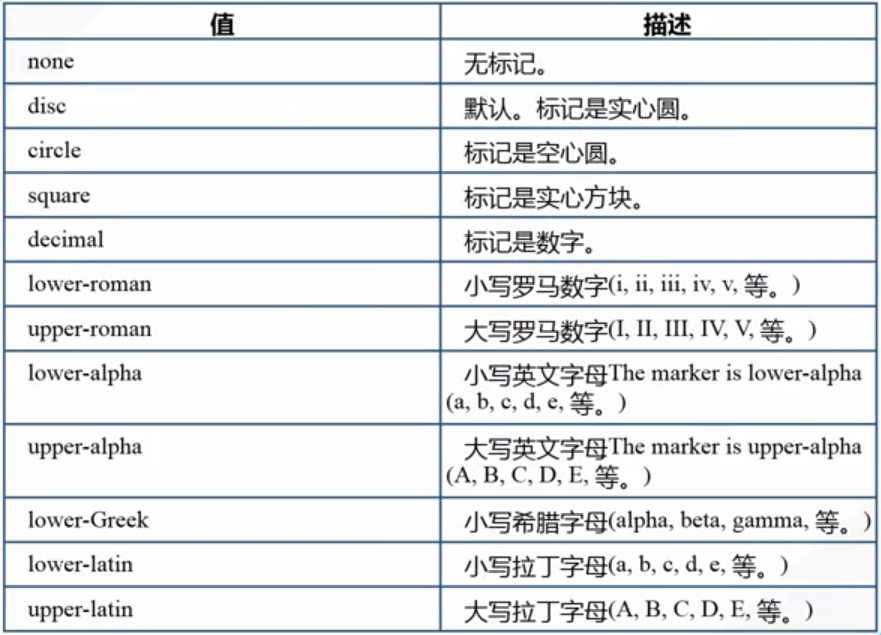 值 描述
none 无标记。
disc 默认。标记是实心圆。
circle 标记是空心圆。
square 标记是实心方块。
decimal 标记是数字。
lower-roman 小写罗马数字(i, ii, iii, iv, v, 等。)
upper-roman 大写罗马数字(I, II, III, IV, V, 等。)
lower-alpha 小写英文字母The marker is lower-alpha
(a, b, c, d, e, 等。)
upper-alpha 大写英文字母The marker is upper-alpha
(A, B, C, D, E, 等。)
lower-Greek 小写希腊字母(alpha, beta, gamma, 等。)
lower-latin 小写拉丁字母(a, b, c, d, e, 等。)
upper-latin 大写拉丁字母(A, B, C, D, E, 等。)